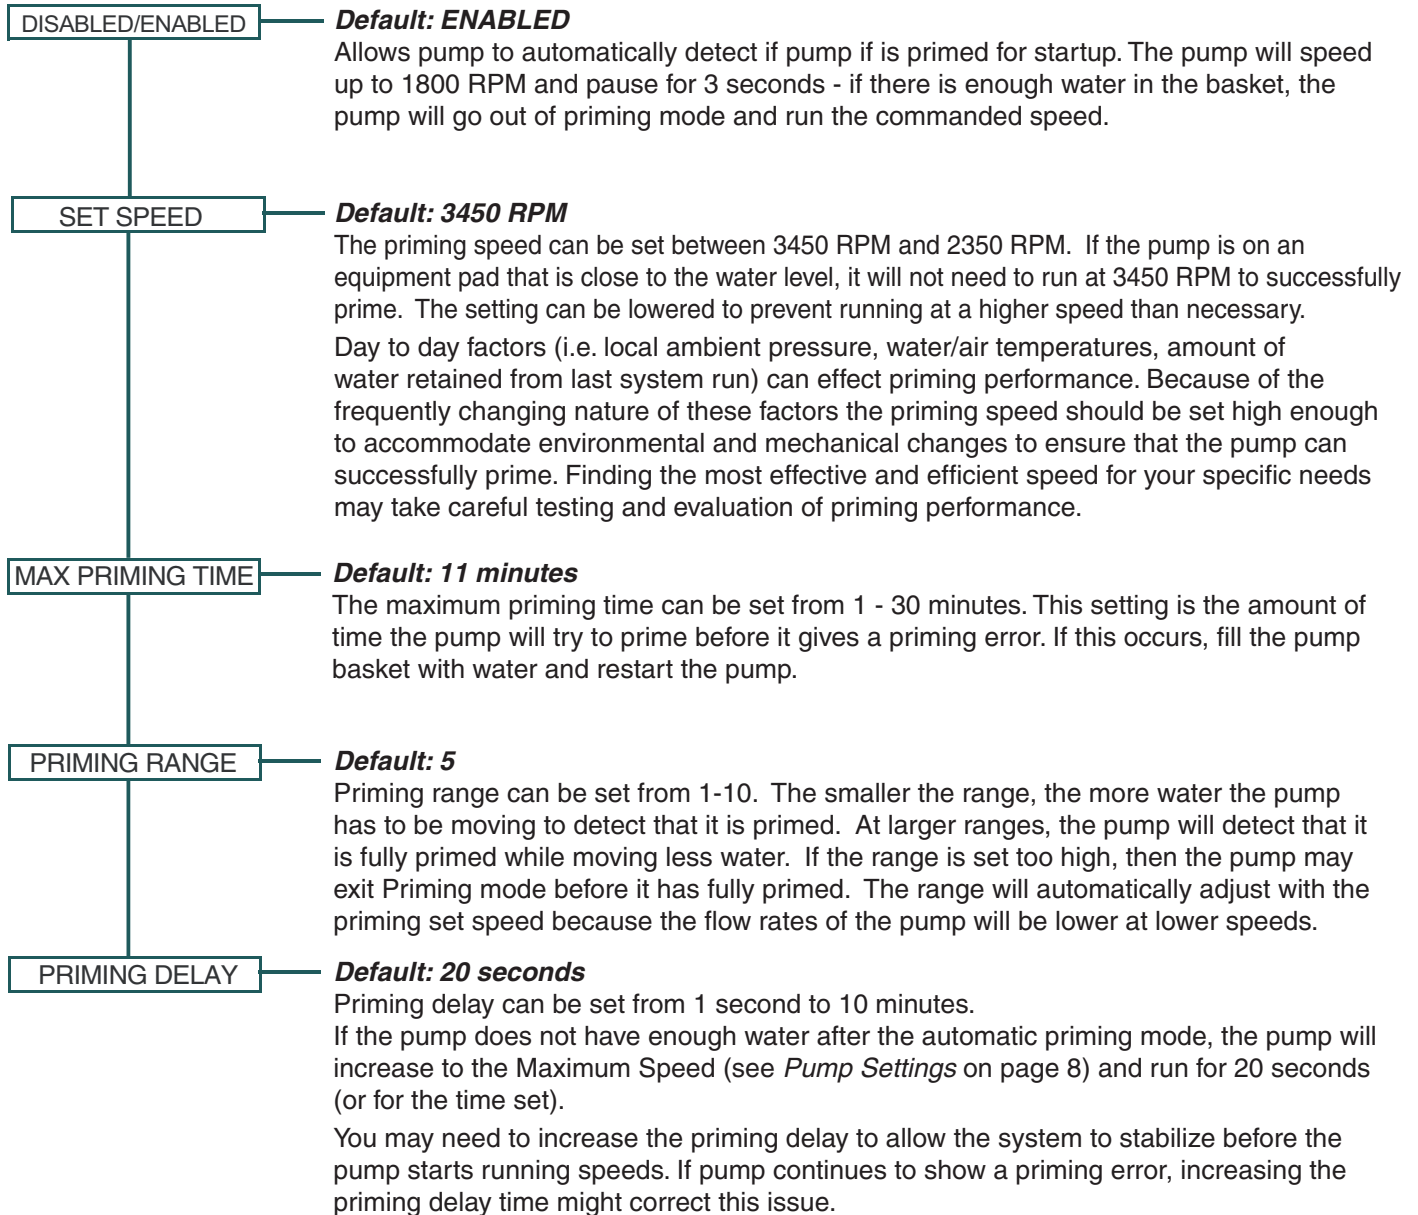 DISABLED/ENABLED
Default: ENABLED
Allows pump to automatically detect if pump if is primed for startup. The pump will speed
up to 1800 RPM and pause for 3 seconds - if there is enough water in the basket, the
pump will go out of priming mode and run the commanded speed.
SET SPEED
Default: 3450 RPM
The priming speed can be set between 3450 RPM and 2350 RPM. If the pump is on an
equipment pad that is close to the water level, it will not need to run at 3450 RPM to successfully
prime. The setting can be lowered to prevent running at a higher speed than necessary.
Day to day factors (i.e. local ambient pressure, water/air temperatures, amount of
water retained from last system run) can effect priming performance. Because of the
frequently changing nature of these factors the priming speed should be set high enough
to accommodate environmental and mechanical changes to ensure that the pump can
successfully prime. Finding the most effective and efficient speed for your specific needs
may take careful testing and evaluation of priming performance.
MAX PRIMING TIME
Default: 11 minutes
The maximum priming time can be set from 1 - 30 minutes. This setting is the amount of
time the pump will try to prime before it gives a priming error. If this occurs, fill the pump
basket with water and restart the pump.
PRIMING RANGE
Default: 5
Priming range can be set from 1-10. The smaller the range, the more water the pump
has to be moving to detect that it is primed. At larger ranges, the pump will detect that it
is fully primed while moving less water. If the range is set too high, then the pump may
exit Priming mode before it has fully primed. The range will automatically adjust with the
priming set speed because the flow rates of the pump will be lower at lower speeds.
PRIMING DELAY
Default: 20 seconds
Priming delay can be set from 1 second to 10 minutes.
If the pump does not have enough water after the automatic priming mode, the pump will
increase to the Maximum Speed (see Pump Settings on page 8) and run for 20 seconds
(or for the time set).
You may need to increase the priming delay to allow the system to stabilize before the
pump starts running speeds. If pump continues to show a priming error, increasing the
priming delay time might correct this issue.